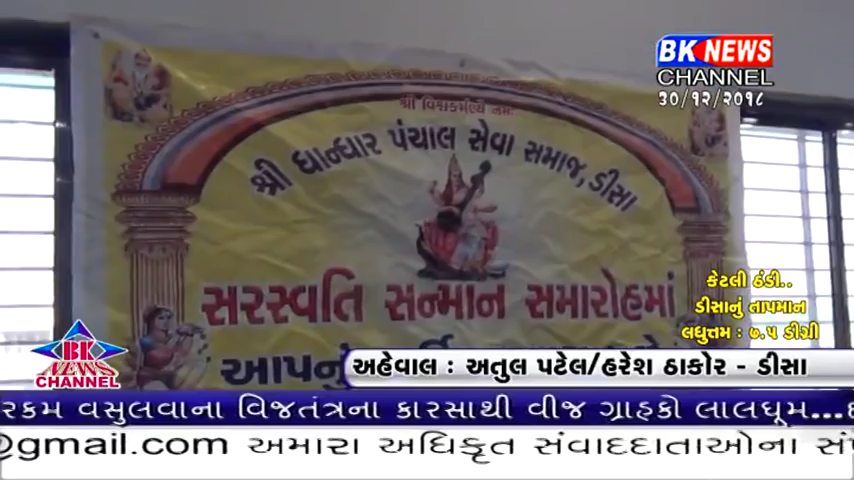 BK NEWS
CHANNEL
૩૦/૧૨/૨૦૧૮
શ્રી વિશ્વકર્મણે નમઃ
શ્રી ધાન્ધાર પંચાલ સેવા સમાજ, ડીસા
સરસ્વતિ સન્માન સમારોહમાં
આપનું
કેટલી ઠંડી..
ડીસાનું તાપમાન
લઘુત્તમ : ૭.૫ ડીગ્રી
BK
NEWS
CHANNEL
અહેવાલ : અતુલ પટેલ/હરેશ ઠાકોર - ડીસા
રકમ વસુલવાના વિજતંત્રના કારસાથી વીજ ગ્રાહકો લાલઘૂમ...
@gmail.com અમારા અધિકૃત સંવાદદાતાઓના